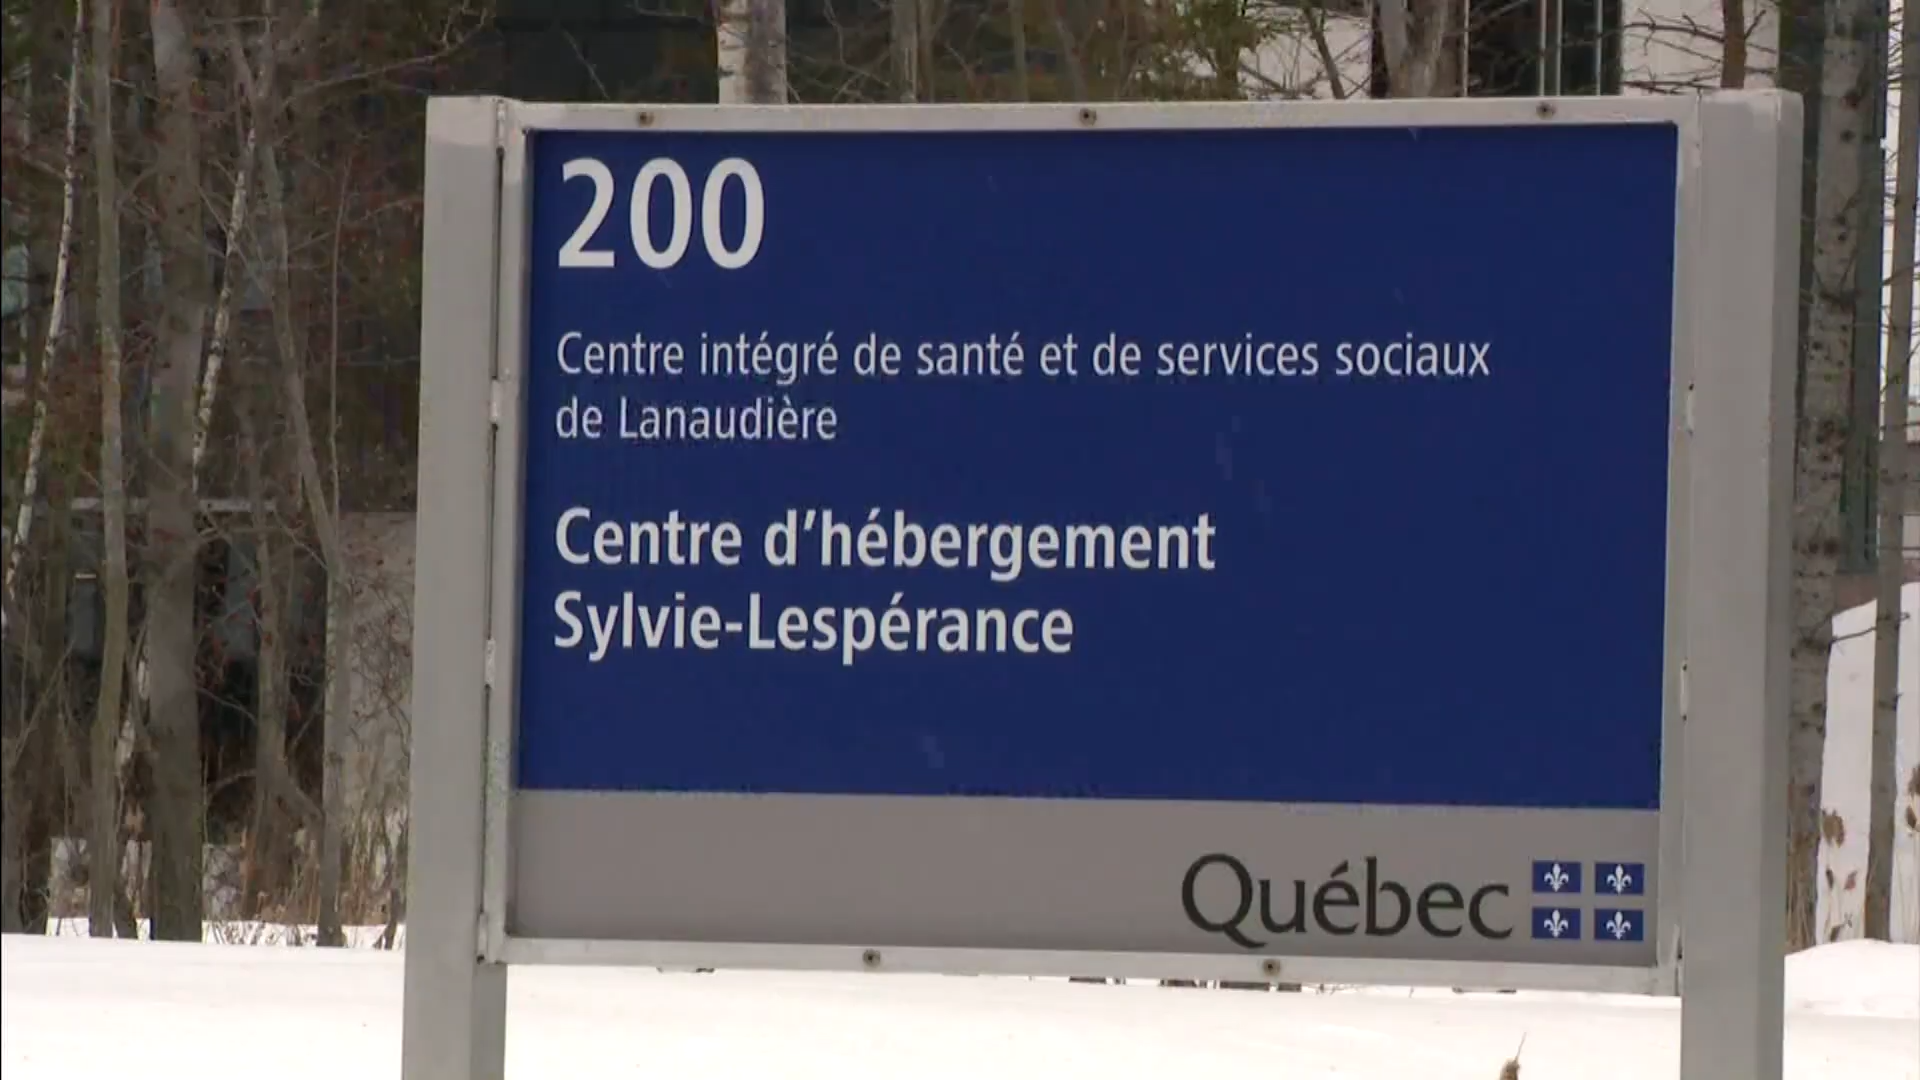 200
Centre intégré de santé et de services sociaux
de Lanaudière
Centre d'hébergement
Sylvie-Lespérance
Québec